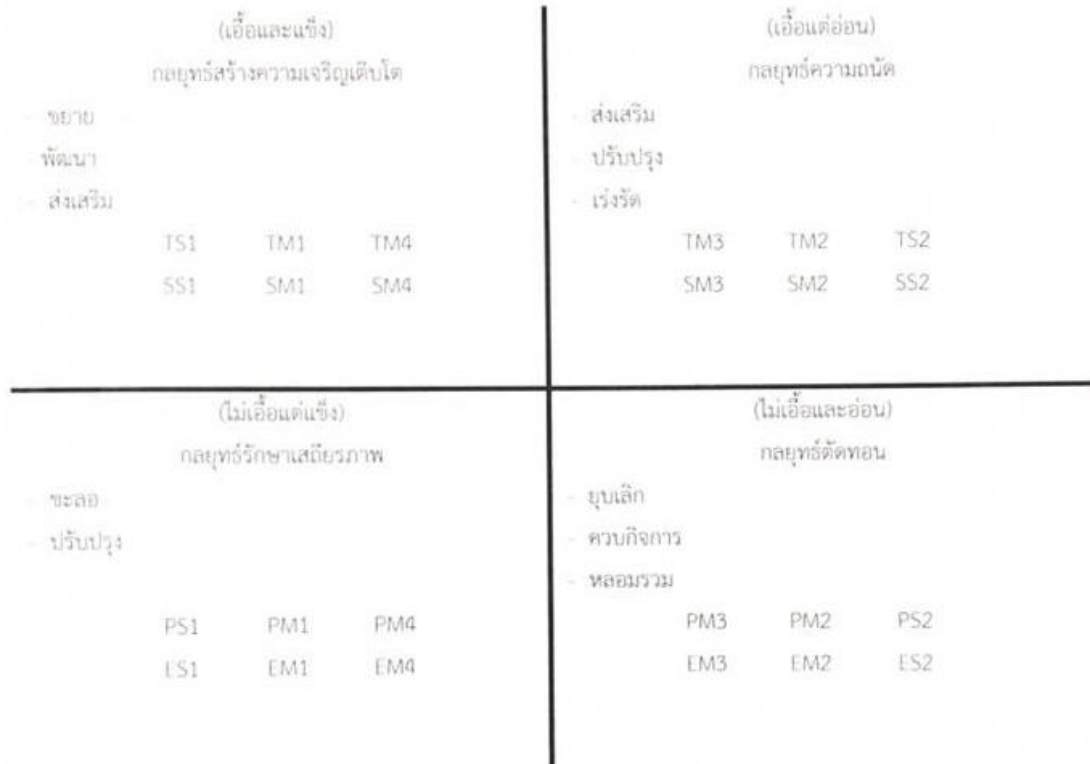 (เอื้อและแข็ง)
กลยุทธ์สร้างความเจริญเติบโต
- ขยาย
- พัฒนา
- ส่งเสริม
TS1 TM1 TM4
SS1 SM1 SM4
(เอื้อแต่อ่อน)
กลยุทธ์ความถนัด
- ส่งเสริม
- ปรับปรุง
- เร่งรัด
TM3 TM2 TS2
SM3 SM2 SS2
(ไม่เอื้อแต่แข็ง)
กลยุทธ์รักษาเสถียรภาพ
- ชะลอ
- ปรับปรุง
PS1 PM1 PM4
ES1 EM1 EM4
(ไม่เอื้อและอ่อน)
กลยุทธ์ตัดทอน
- ยุบเลิก
- ควบกิจการ
- หลอมรวม
PM3 PM2 PS2
EM3 EM2 ES2